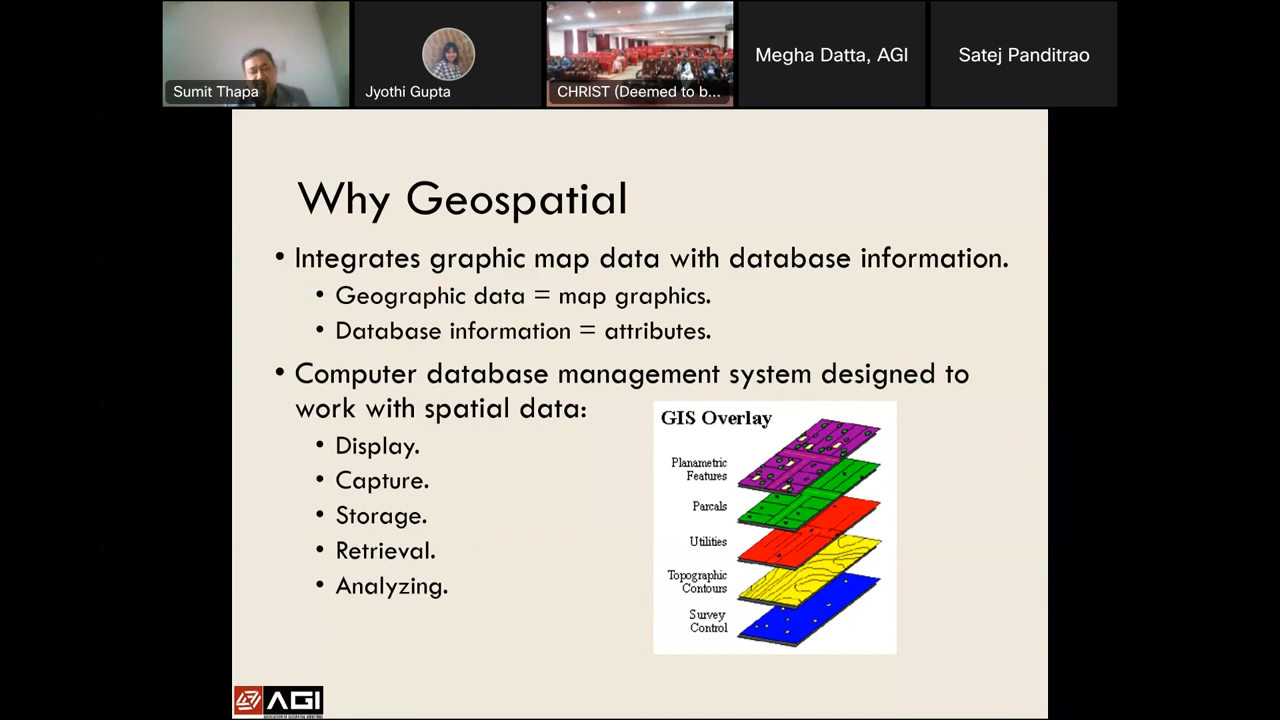 Sumit Thapa
Jyothi Gupta
CHRIST (Deemed to b...
Megha Datta, AGI
Satej Panditrao
Why Geospatial
• Integrates graphic map data with database information.
• Geographic data = map graphics.
• Database information = attributes.
• Computer database management system designed to
work with spatial data:
• Display.
• Capture.
• Storage.
• Retrieval.
• Analyzing.
GIS Overlay
Planametric
Features
Parcals
Utilities
Topographic
Contours
Survey
Control
AGI